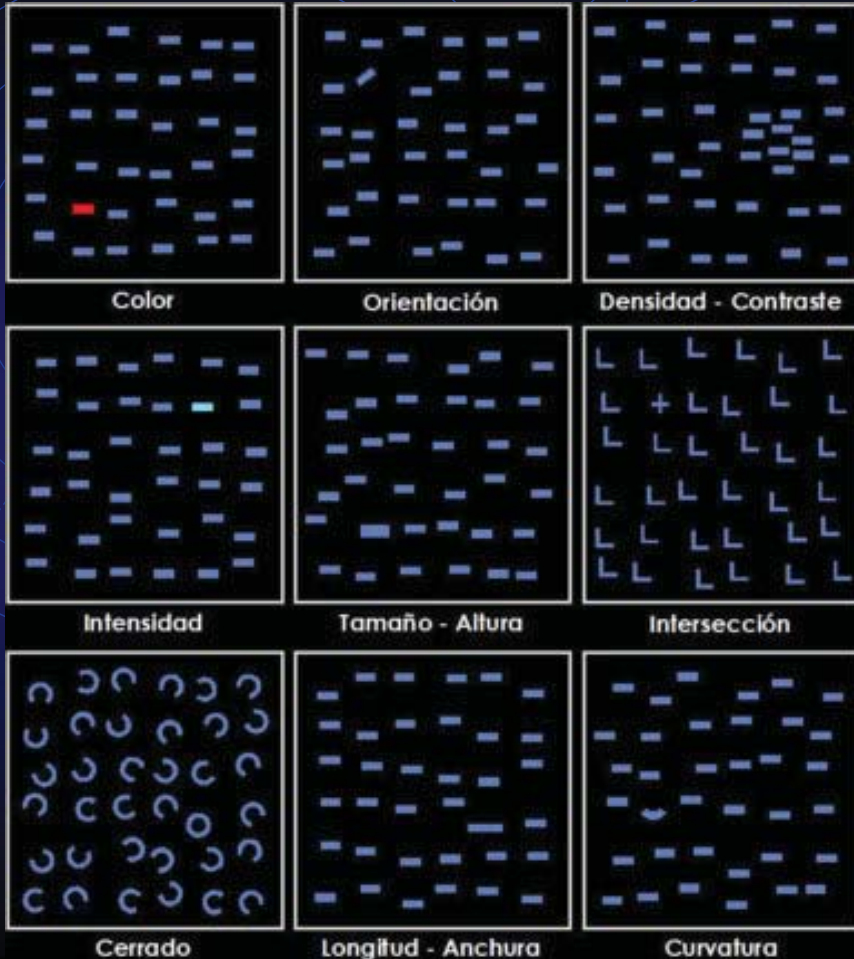 Color
Orientación
Densidad - Contraste
Intensidad
Tamaño - Altura
Intersección
Cerrado
Longitud - Anchura
Curvatura